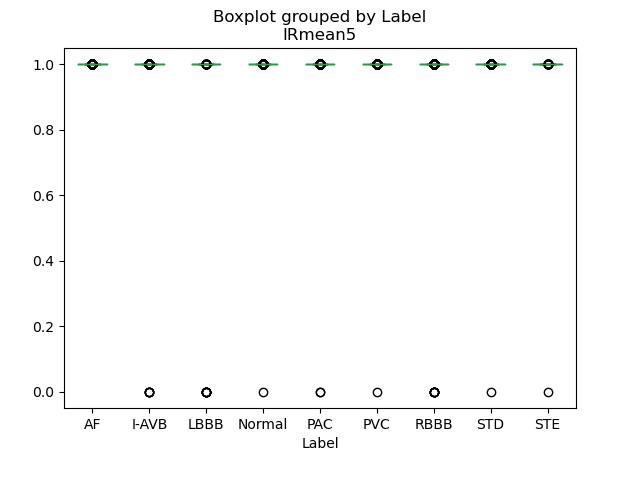 Boxplot grouped by Label
IRmean5
1.0
0.8
0.6
0.4
0.2
0.0
AF I-AVB LBBB Normal PAC PVC RBBB STD STE
Label